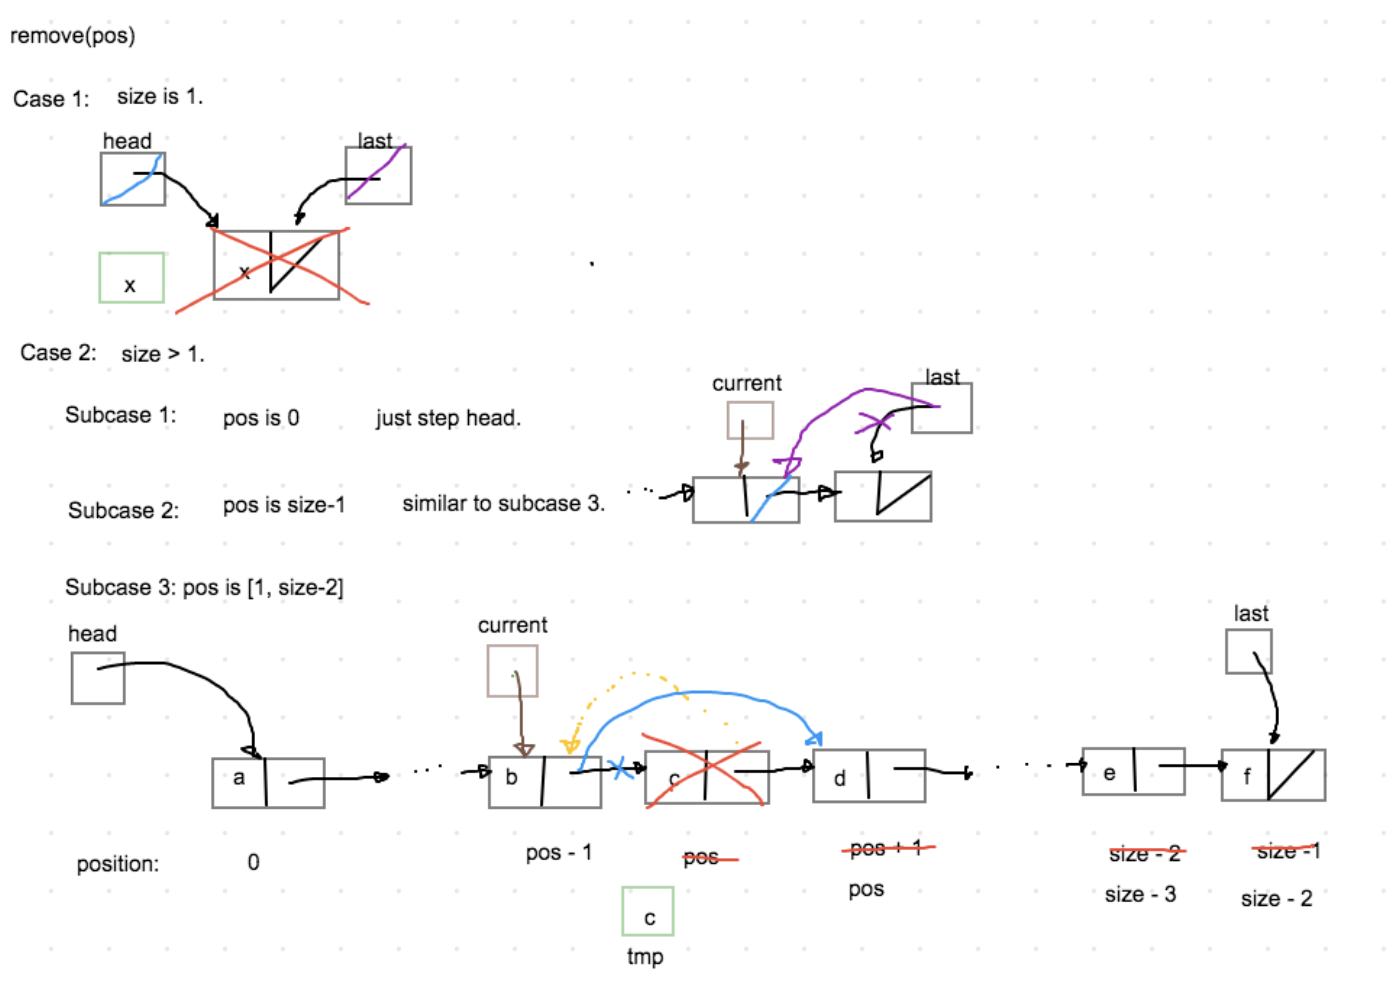 remove(pos)
Case 1: size is 1.
head last
x
x
Case 2: size > 1.
current last
Subcase 1: pos is 0 just step head.
Subcase 2: pos is size-1 similar to subcase 3.
Subcase 3: pos is [1, size-2]
head current last
a b c d e f
position: 0 pos - 1 pos pos + 1 size - 2 size -1
pos size - 3 size - 2
c
tmp